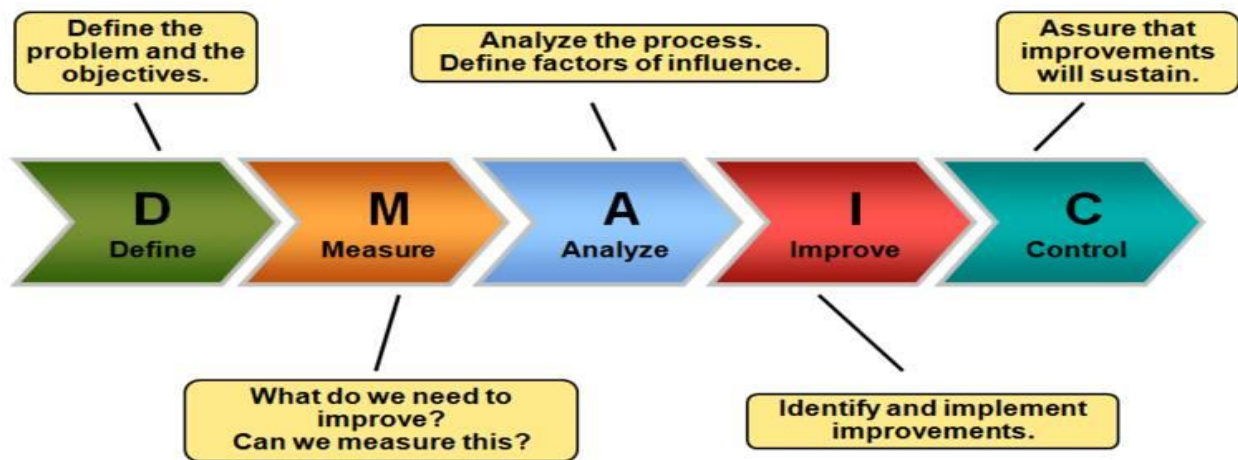 Define the
problem and the
objectives.
Analyze the process.
Define factors of influence.
Assure that
improvements
will sustain.
D
Define
M
Measure
A
Analyze
I
Improve
C
Control
What do we need to
improve?
Can we measure this?
Identify and implement
improvements.